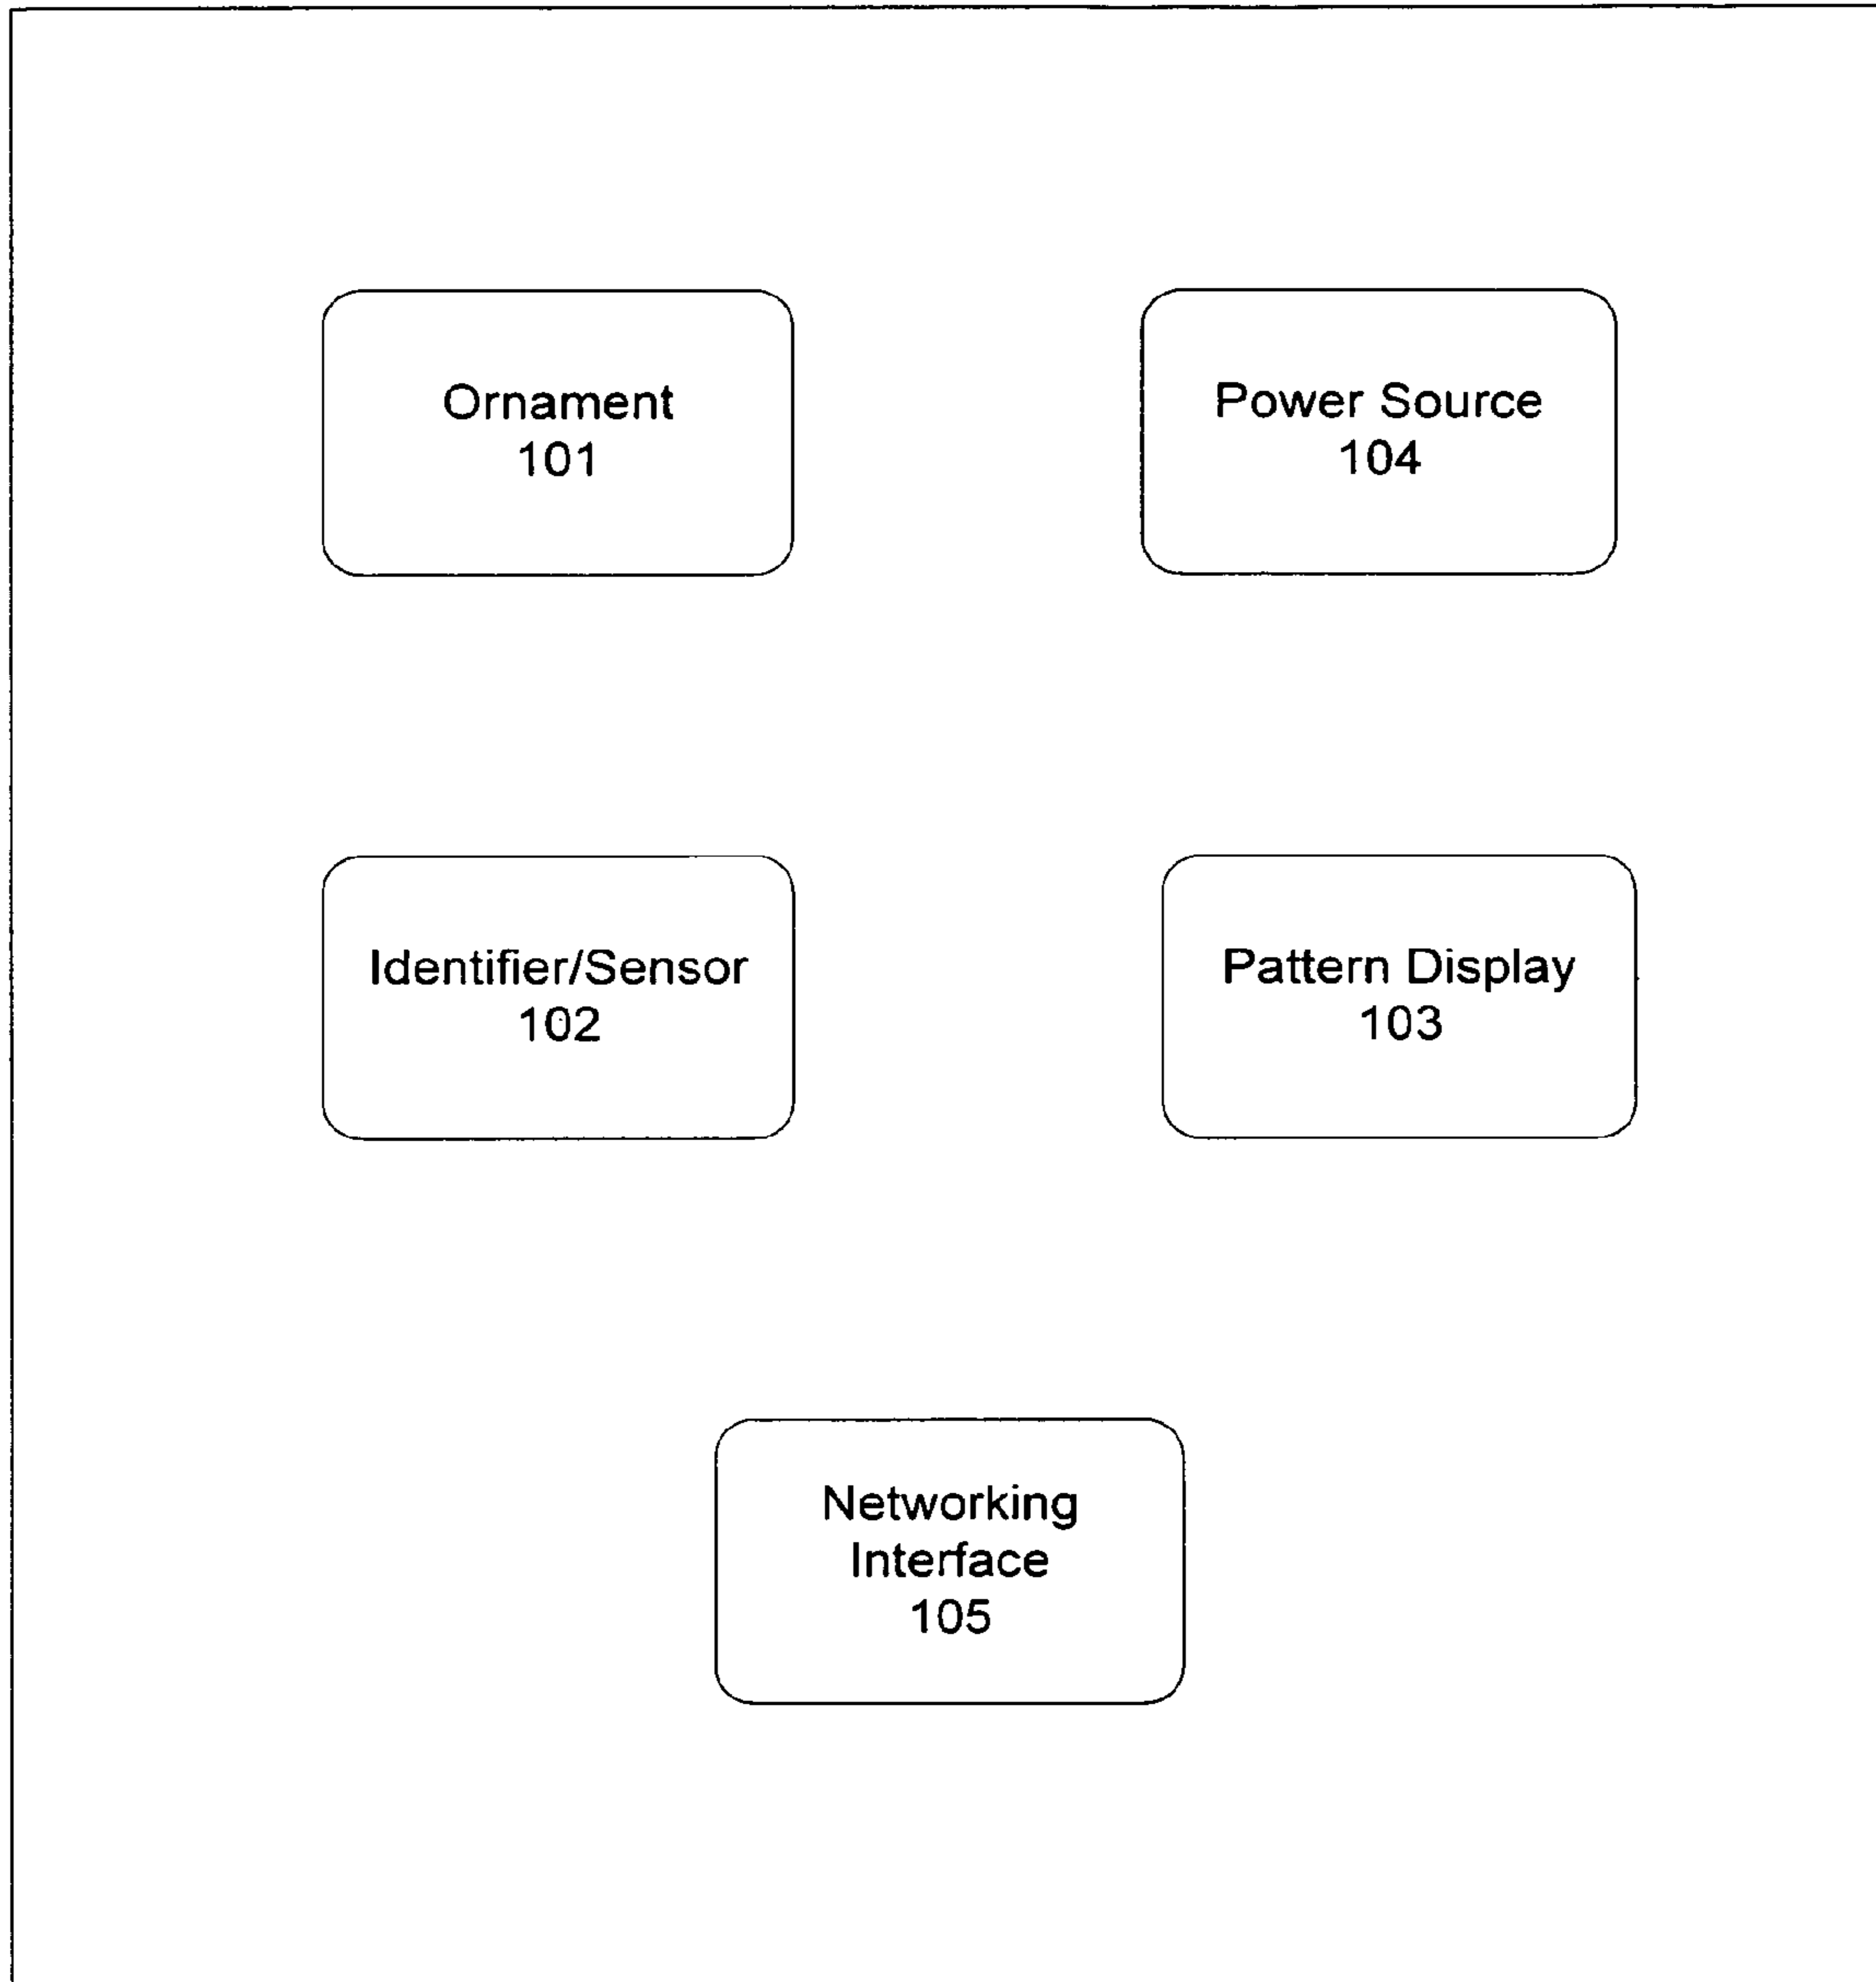 Ornament
101
Power Source
104
Identifier/Sensor
102
Pattern Display
103
Networking
Interface
105